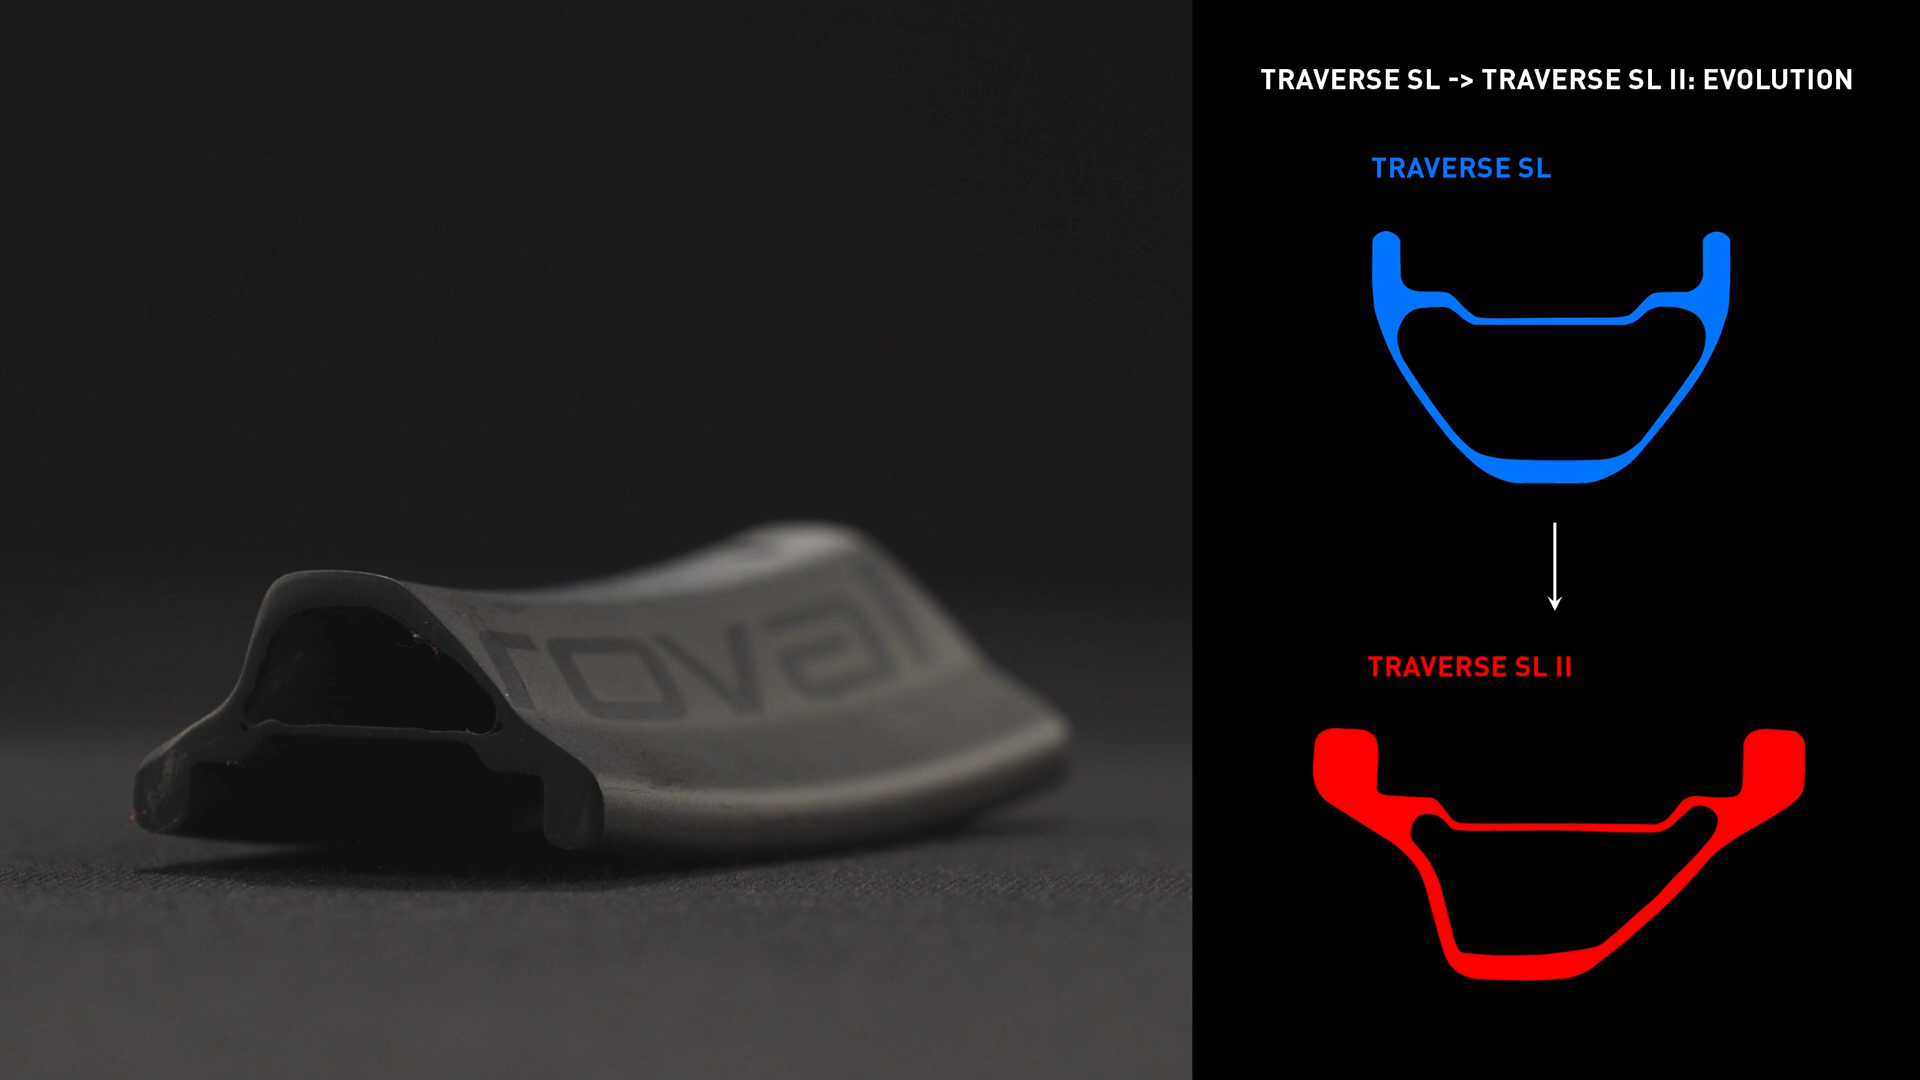 roval
TRAVERSE SL -> TRAVERSE SL II: EVOLUTION
TRAVERSE SL
TRAVERSE SL II